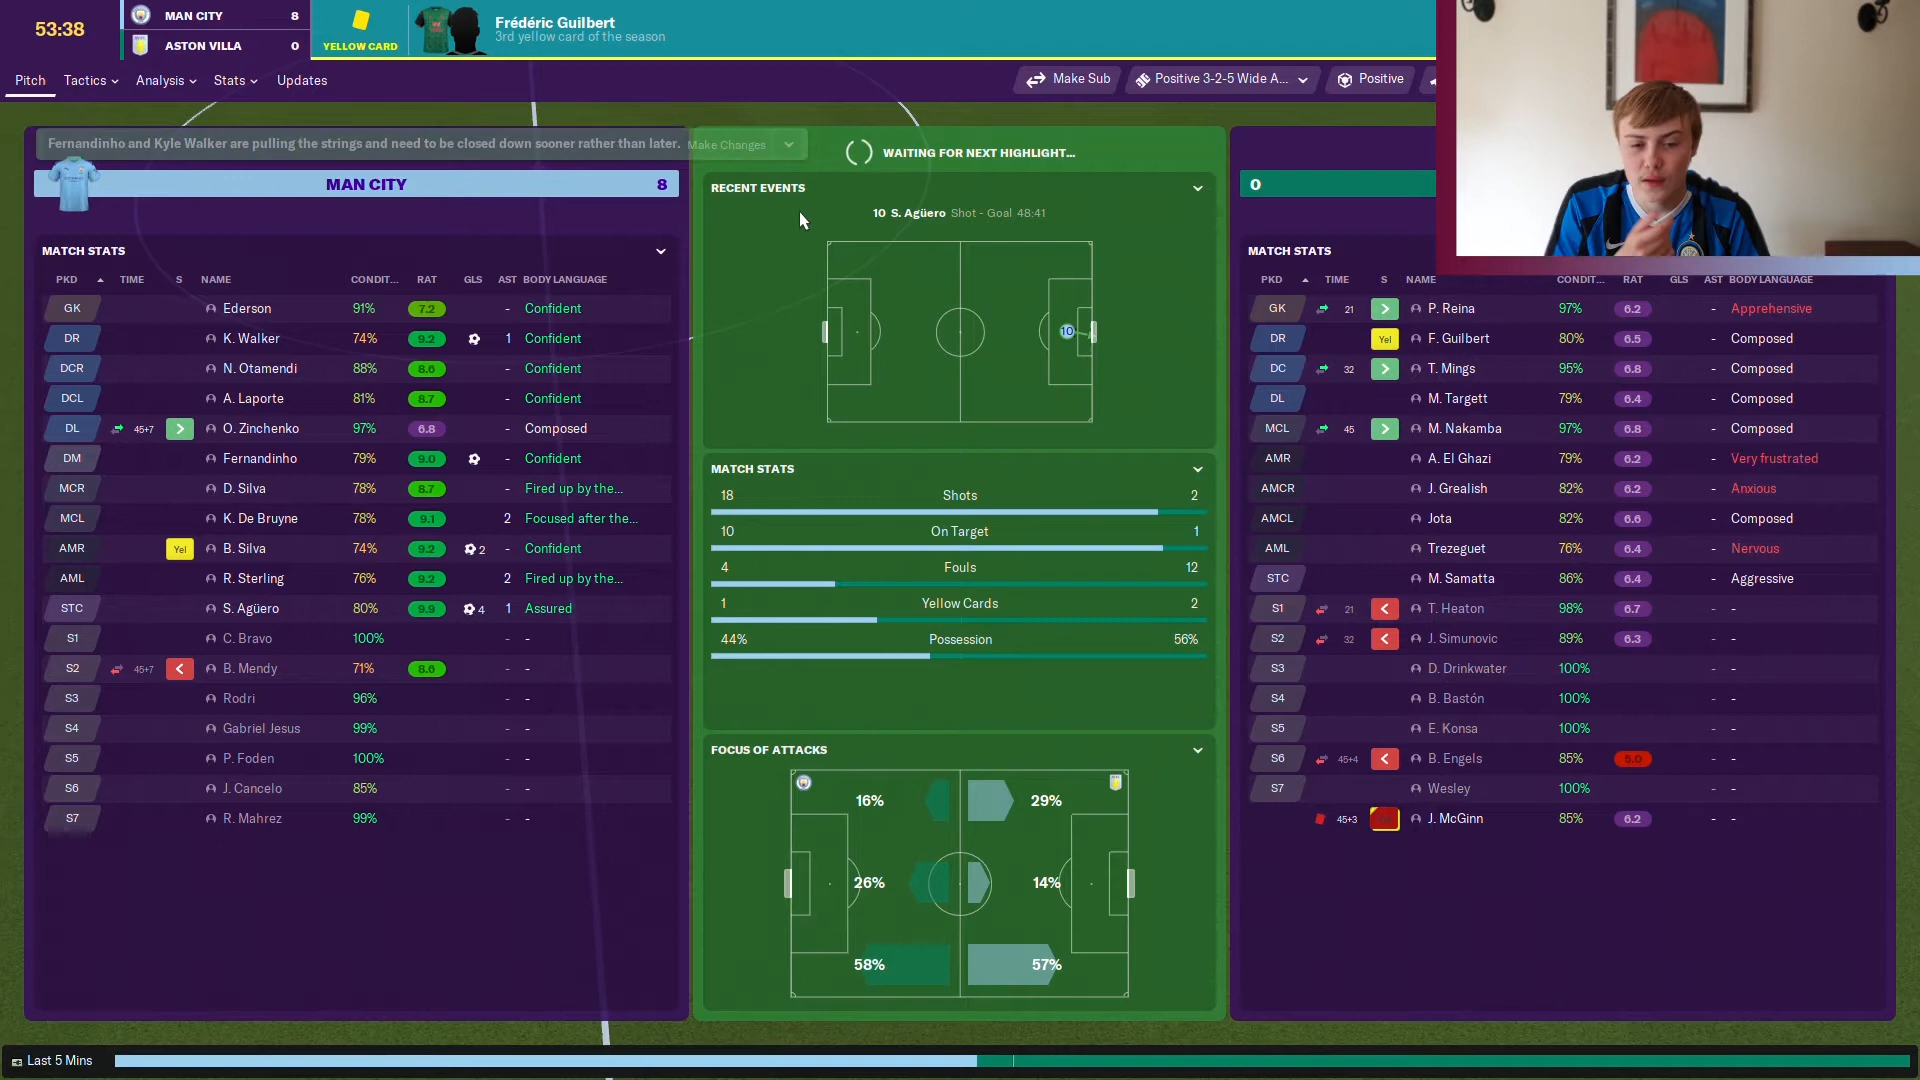 53:38
MAN CITY 8
ASTON VILLA 0
YELLOW CARD
Frédéric Guilbert
3rd yellow card of the season
Pitch Tactics Analysis Stats Updates
Make Sub Positive 3-2-5 Wide A... Positive
Fernandinho and Kyle Walker are pulling the strings and need to be closed down sooner rather than later. Make Changes
MAN CITY 8
MATCH STATS
PKD TIME S NAME CONDIT... RAT GLS AST BODY LANGUAGE
GK Ederson 91% 7.2 - Confident
DR K. Walker 74% 9.2 1 Confident
DCR N. Otamendi 88% 8.6 - Confident
DCL A. Laporte 81% 8.7 - Confident
DL 45+7 O. Zinchenko 97% 6.8 - Composed
DM Fernandinho 79% 9.0 - Confident
MCR D. Silva 78% 8.7 - Fired up by the...
MCL K. De Bruyne 78% 9.1 2 Focused after the...
AMR Yel B. Silva 74% 9.2 2 - Confident
AML R. Sterling 76% 9.2 2 Fired up by the...
STC S. Agüero 80% 9.9 4 1 Assured
S1 C. Bravo 100% - -
S2 45+7 B. Mendy 71% 8.6 - -
S3 Rodri 96% - -
S4 Gabriel Jesus 99% - -
S5 P. Foden 100% - -
S6 J. Cancelo 85% - -
S7 R. Mahrez 99% - -
WAITING FOR NEXT HIGHLIGHT...
RECENT EVENTS
10 S. Agüero Shot - Goal 48:41
10
MATCH STATS
18 Shots 2
10 On Target 1
4 Fouls 12
1 Yellow Cards 2
44% Possession 56%
FOCUS OF ATTACKS
16% 29%
26% 14%
58% 57%
0
MATCH STATS
PKD TIME S NAME CONDIT... RAT GLS AST BODY LANGUAGE
GK 21 P. Reina 97% 6.2 - Apprehensive
DR Yel F. Guilbert 80% 6.5 - Composed
DC 32 T. Mings 95% 6.8 - Composed
DL M. Targett 79% 6.4 - Composed
MCL 45 M. Nakamba 97% 6.8 - Composed
AMR A. El Ghazi 79% 6.2 - Very frustrated
AMCR J. Grealish 82% 6.2 - Anxious
AMCL Jota 82% 6.6 - Composed
AML Trezeguet 76% 6.4 - Nervous
STC M. Samatta 86% 6.4 - Aggressive
S1 21 T. Heaton 98% 6.7 - -
S2 32 J. Simunovic 89% 6.3 - -
S3 D. Drinkwater 100% - -
S4 B. Bastón 100% - -
S5 E. Konsa 100% - -
S6 45+4 B. Engels 85% 5.0 - -
S7 Wesley 100% - -
45+3 J. McGinn 85% 6.2 - -
Last 5 Mins